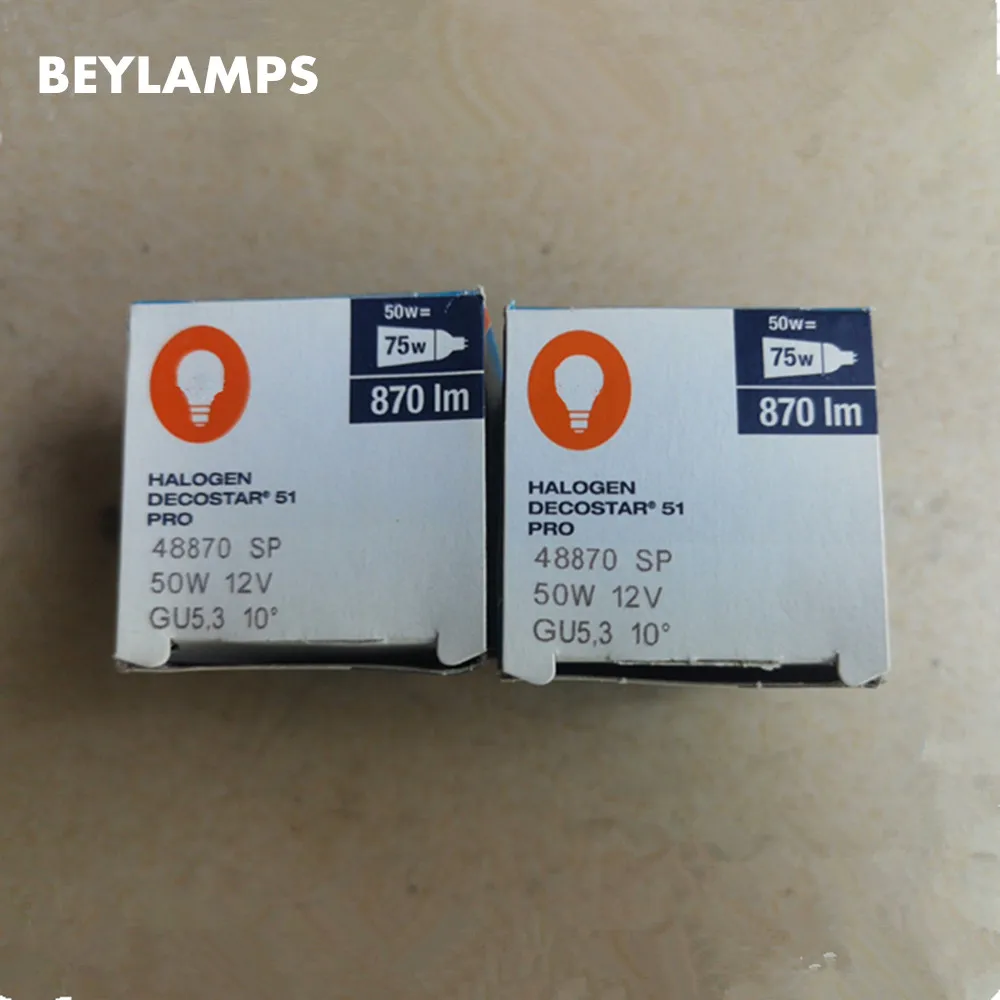 BEYLAMPS
50w=
75w
870 lm
HALOGEN
DECOSTAR® 51
PRO
48870 SP
50W 12V
GU5,3 10°
50w=
75w
870 lm
HALOGEN
DECOSTAR® 51
PRO
48870 SP
50W 12V
GU5,3 10°